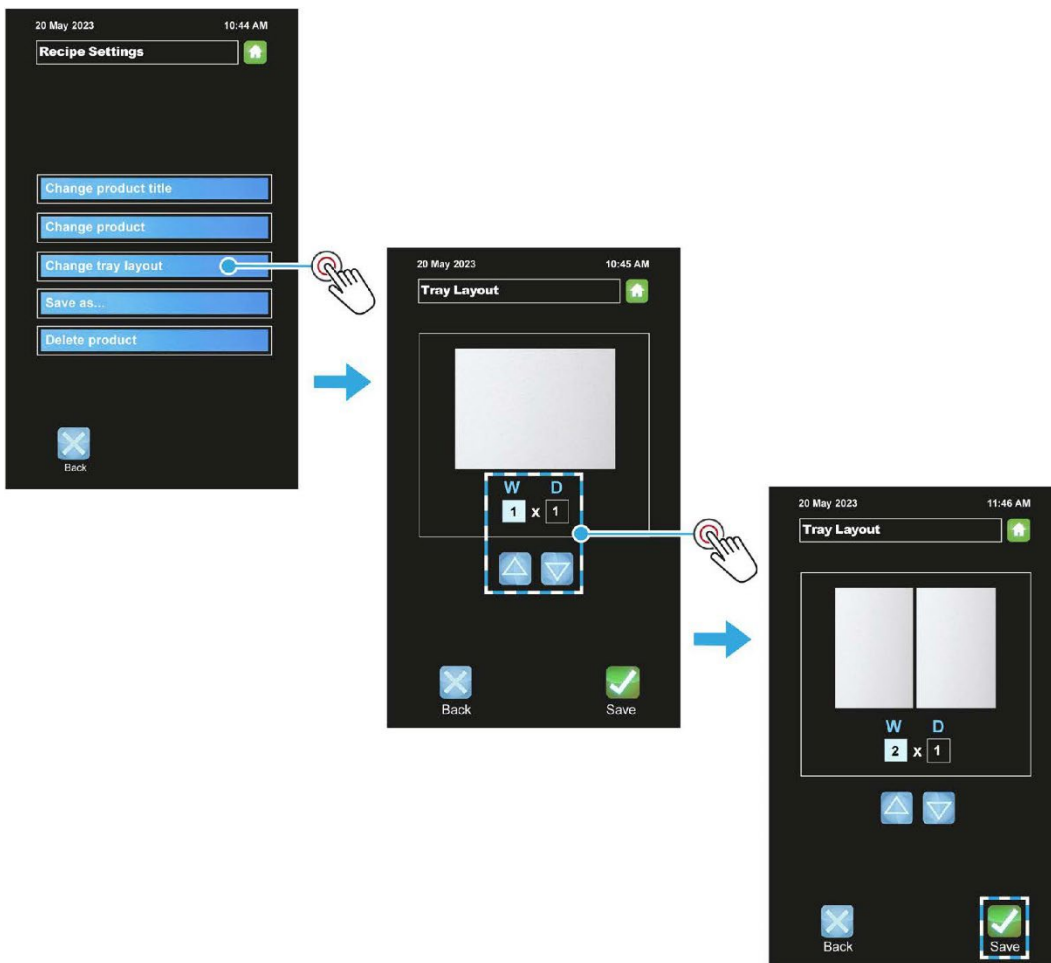 20 May 2023 10:44 AM
Recipe Settings
Change product title
Change product
Change tray layout
Save as...
Delete product
Back
20 May 2023 10:45 AM
Tray Layout
W D
1 x 1
Back Save
20 May 2023 11:46 AM
Tray Layout
W D
2 x 1
Back Save